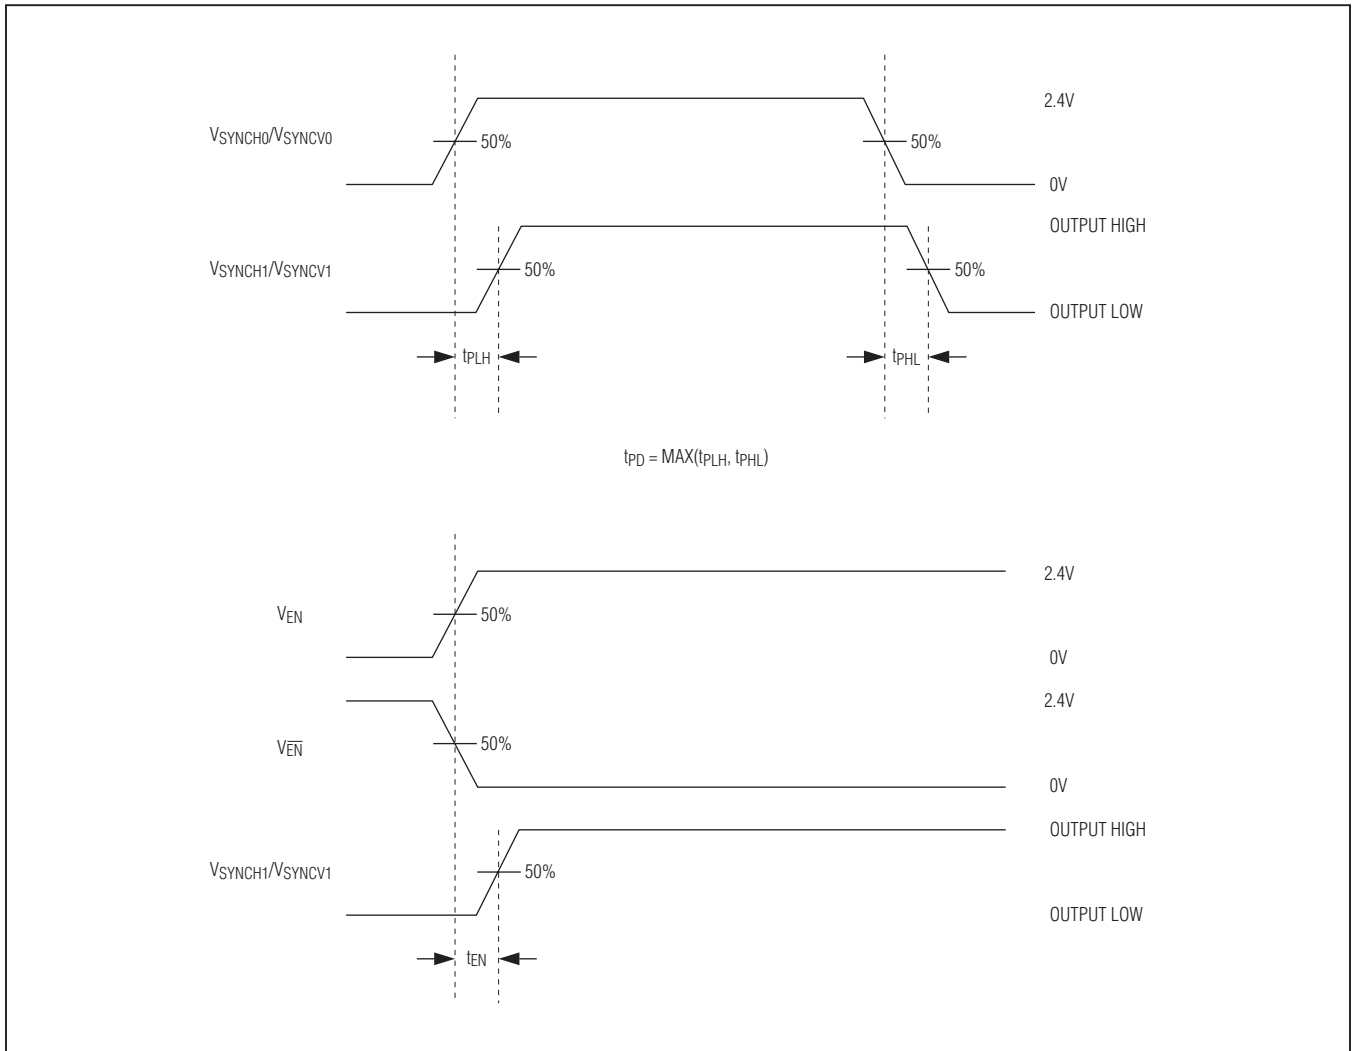 2.4V
VSYNCH0/VSYNCV0
50%
50%
0V
OUTPUT HIGH
VSYNCH1/VSYNCV1
50%
50%
OUTPUT LOW
tPLH
tPHL
tPD = MAX(tPLH, tPHL)
2.4V
VEN
50%
0V
2.4V
VE̅N̅
50%
0V
OUTPUT HIGH
VSYNCH1/VSYNCV1
50%
OUTPUT LOW
tEN